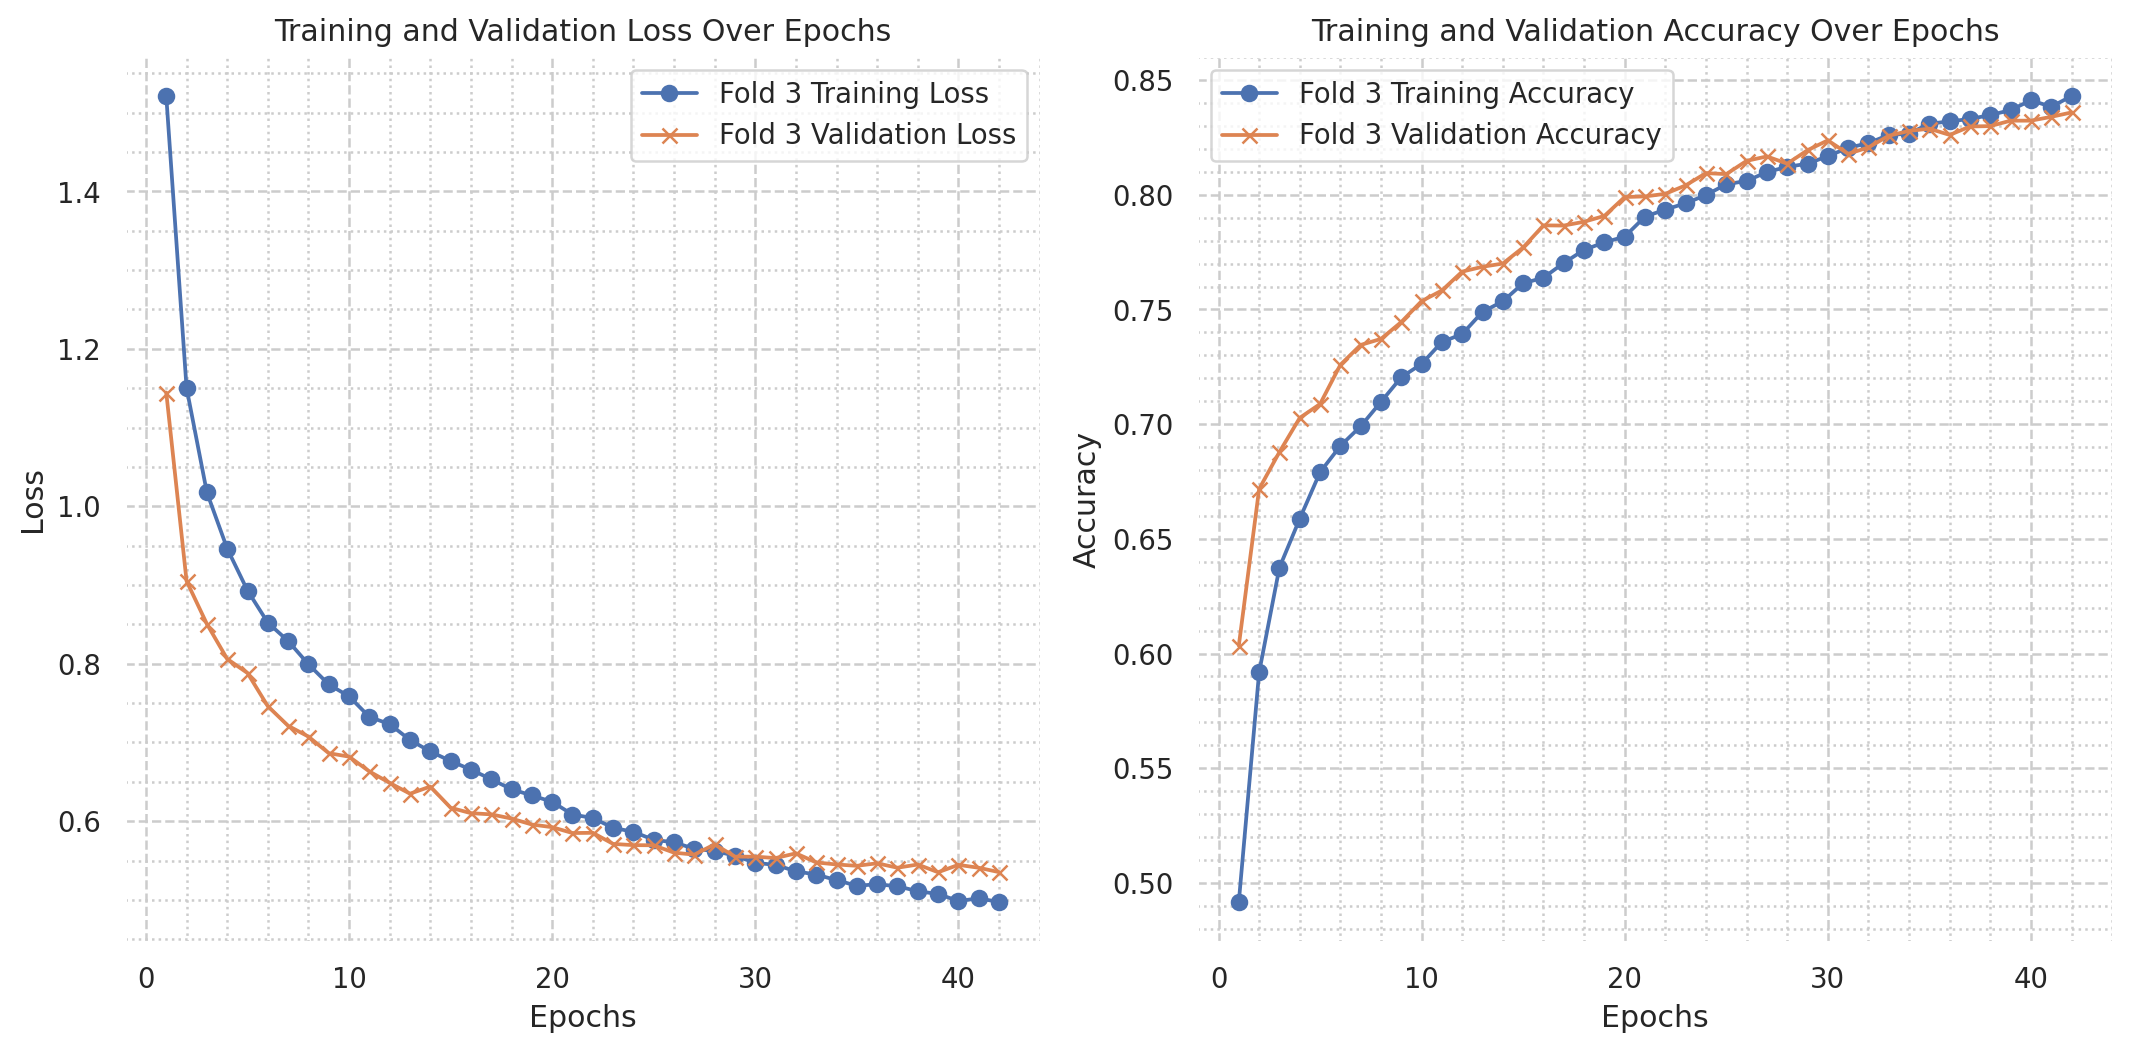 Training and Validation Loss Over Epochs
Fold 3 Training Loss
Fold 3 Validation Loss
1.4
1.2
1.0
0.8
0.6
Loss
0
10
20
30
40
Epochs
Training and Validation Accuracy Over Epochs
Fold 3 Training Accuracy
Fold 3 Validation Accuracy
0.85
0.80
0.75
0.70
0.65
0.60
0.55
0.50
Accuracy
0
10
20
30
40
Epochs